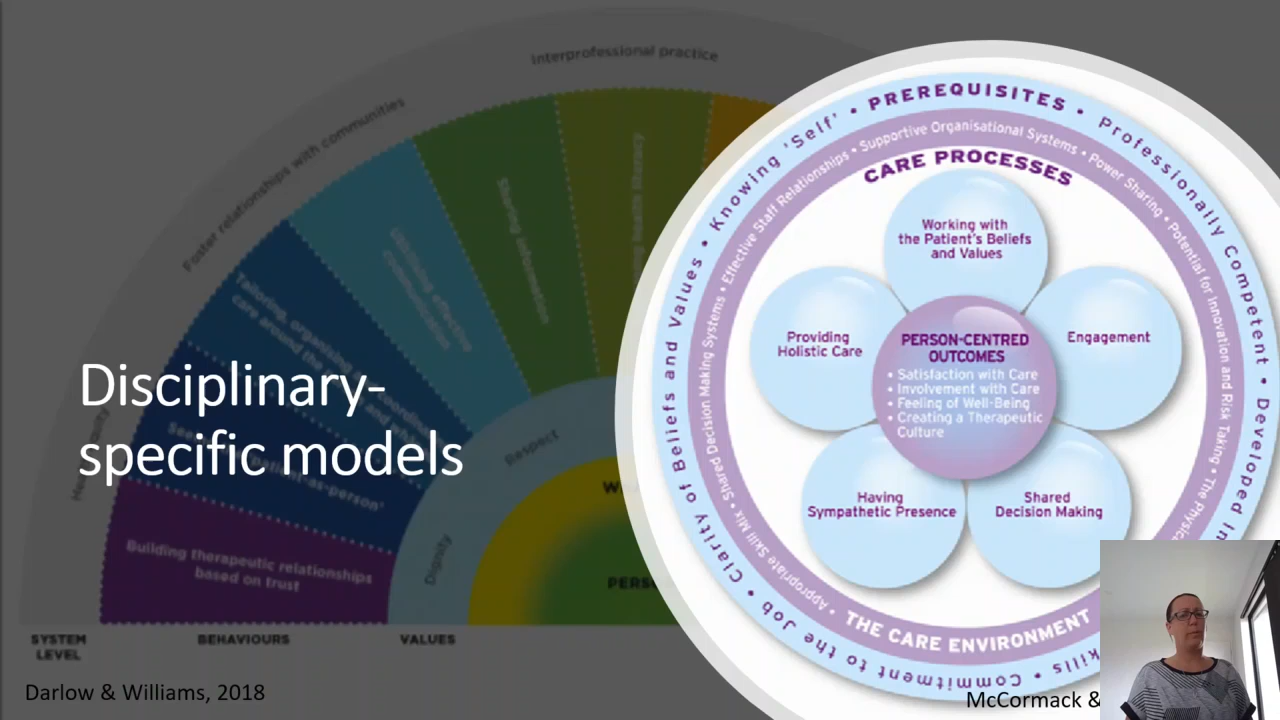 Interprofessional practice
Foster relationships with communities
Sharing information
Respect
Dignity
Building therapeutic relationships
based on trust
SYSTEM
LEVEL
BEHAVIOURS
VALUES
Disciplinary-
specific models
Darlow & Williams, 2018
• PREREQUISITES •
Professionally Competent • Developed
Knowing 'Self' •
Clarity of Beliefs and Values •
Commitment to the Job •
Appropriate Skill Mix • Shared Decision Making Systems • Effective Staff Relationships • Supportive Organisational Systems • Power Sharing • Potential for Innovation and Risk Taking • The
CARE PROCESSES
Working with
the Patient's Beliefs
and Values
Providing
Holistic Care
Engagement
PERSON-CENTRED
OUTCOMES
• Satisfaction with Care
• Involvement with Care
• Feeling of Well-Being
• Creating a Therapeutic
Culture
Having
Sympathetic Presence
Shared
Decision Making
THE CARE ENVIRONMENT
McCormack &